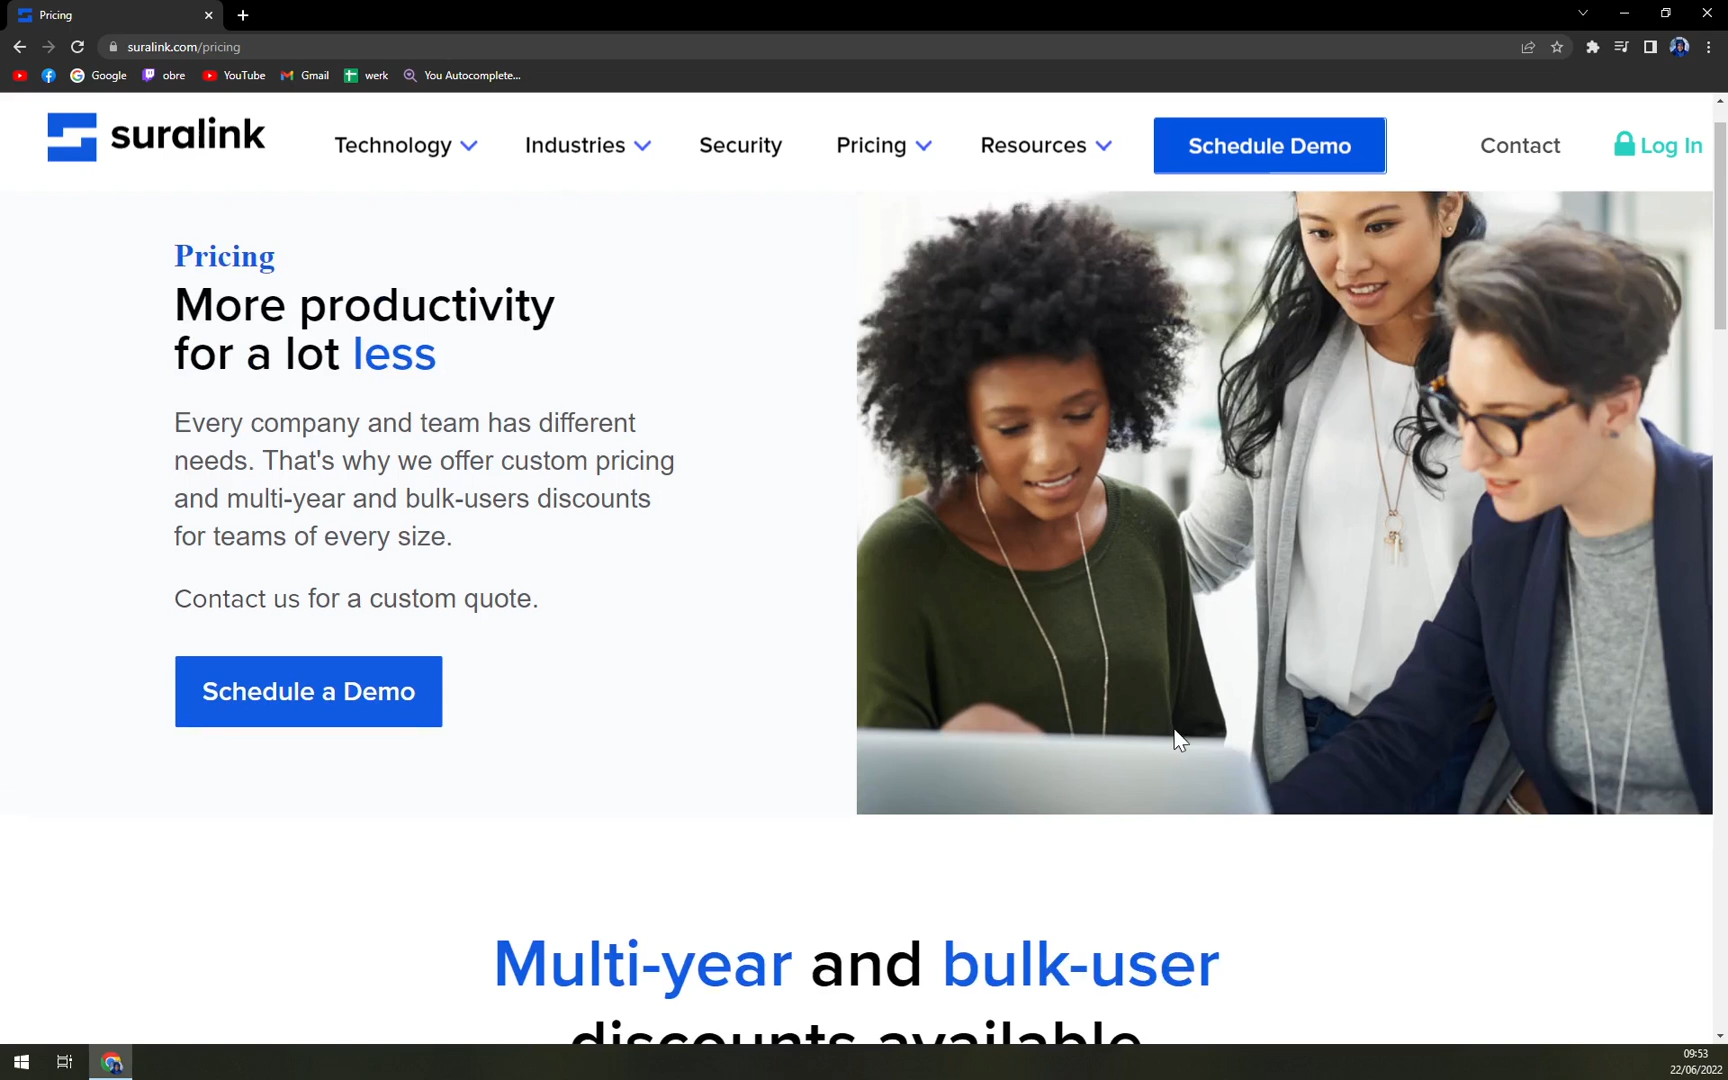 Pricing
suralink.com/pricing
Google
obre
YouTube
Gmail
werk
You Autocomplete...
suralink
Technology
Industries
Security
Pricing
Resources
Schedule Demo
Contact
Log In
Pricing
More productivity
for a lot less
Every company and team has different
needs. That's why we offer custom pricing
and multi-year and bulk-users discounts
for teams of every size.
Contact us for a custom quote.
Schedule a Demo
Multi-year and bulk-user
discounts available
09:53
22/06/2022